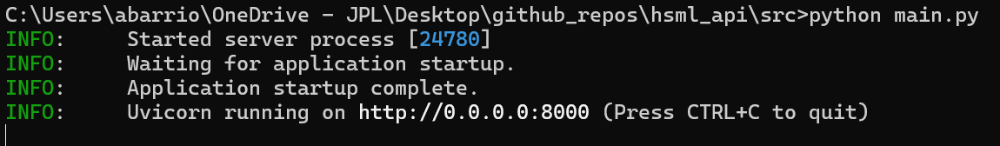 C:\Users\abarrio\OneDrive - JPL\Desktop\github_repos\hsml_api\src>python main.py
INFO:     Started server process [24780]
INFO:     Waiting for application startup.
INFO:     Application startup complete.
INFO:     Uvicorn running on http://0.0.0.0:8000 (Press CTRL+C to quit)